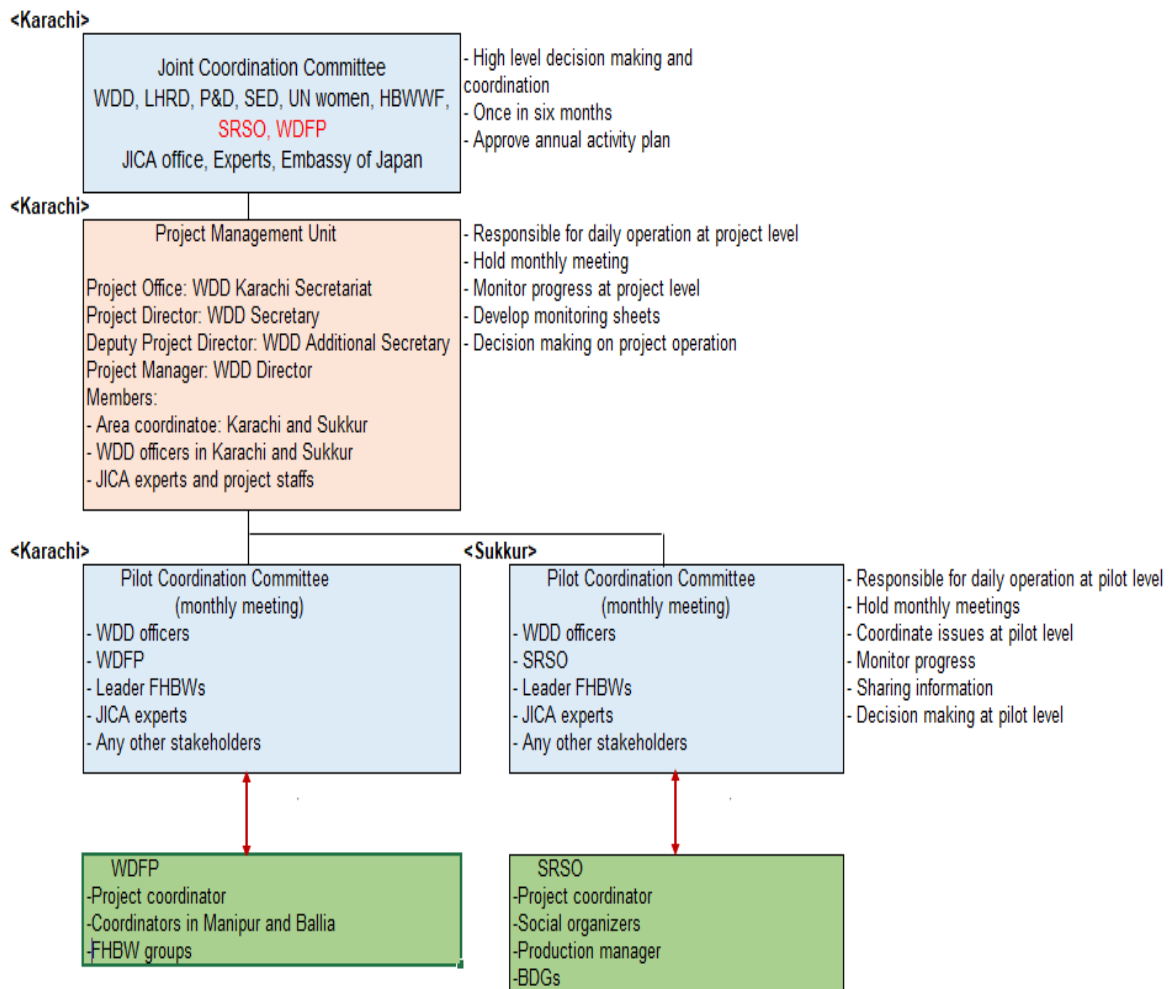 <Karachi>
Joint Coordination Committee
WDD, LHRD, P&D, SED, UN women, HBWWF,
SRSO, WDFP
JICA office, Experts, Embassy of Japan
- High level decision making and
coordination
- Once in six months
- Approve annual activity plan
<Karachi>
Project Management Unit
Project Office: WDD Karachi Secretariat
Project Director: WDD Secretary
Deputy Project Director: WDD Additional Secretary
Project Manager: WDD Director
Members:
- Area coordinatoe: Karachi and Sukkur
- WDD officers in Karachi and Sukkur
- JICA experts and project staffs
- Responsible for daily operation at project level
- Hold monthly meeting
- Monitor progress at project level
- Develop monitoring sheets
- Decision making on project operation
<Karachi>
Pilot Coordination Committee
(monthly meeting)
- WDD officers
- WDFP
- Leader FHBWs
- JICA experts
- Any other stakeholders
<Sukkur>
Pilot Coordination Committee
(monthly meeting)
- WDD officers
- SRSO
- Leader FHBWs
- JICA experts
- Any other stakeholders
- Responsible for daily operation at pilot level
- Hold monthly meetings
- Coordinate issues at pilot level
- Monitor progress
- Sharing information
- Decision making at pilot level
WDFP
-Project coordinator
-Coordinators in Manipur and Ballia
-FHBW groups
SRSO
-Project coordinator
-Social organizers
-Production manager
-BDGs